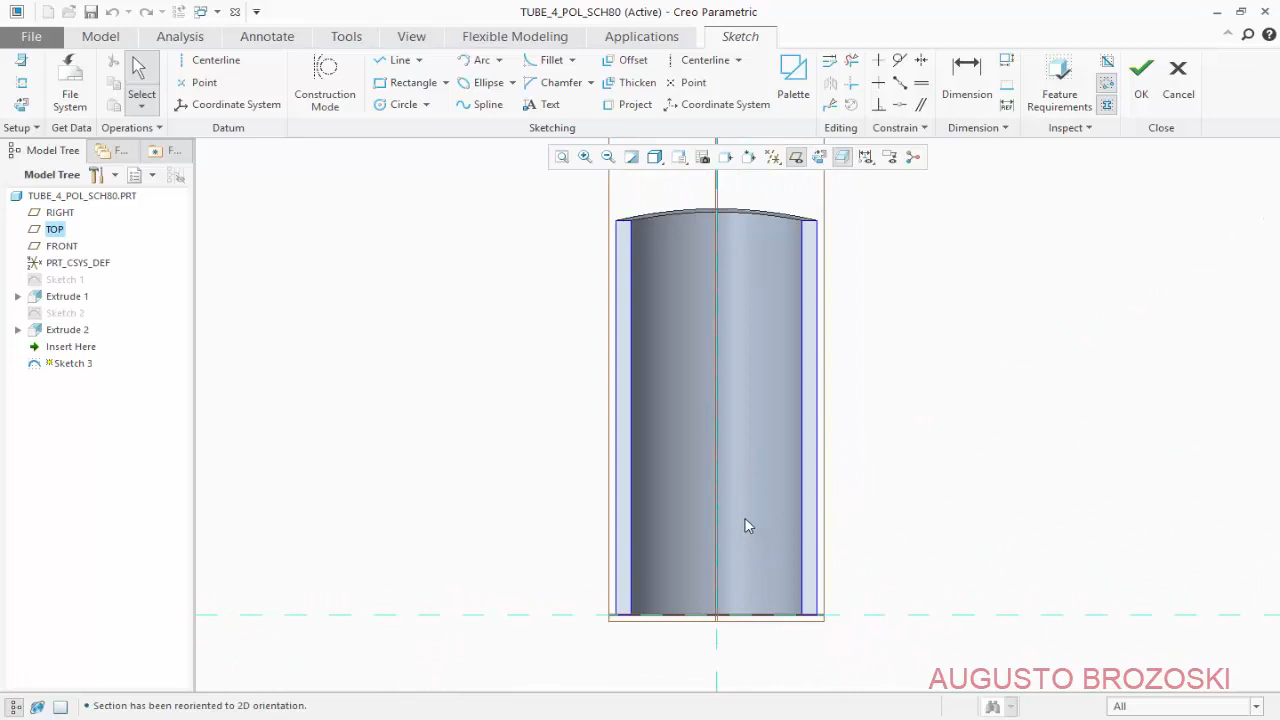 TUBE_4_POL_SCH80 (Active) - Creo Parametric
File Model Analysis Annotate Tools View Flexible Modeling Applications Sketch
Centerline Line Arc Fillet Offset Centerline
Point Rectangle Ellipse Chamfer Thicken Point
Coordinate System Circle Spline Text Project Coordinate System
File System Select Construction Mode Palette Dimension Feature Requirements OK Cancel
Setup Get Data Operations Datum Sketching Editing Constrain Dimension Inspect Close
Model Tree F... F...
Model Tree
TUBE_4_POL_SCH80.PRT
RIGHT
TOP
FRONT
PRT_CSYS_DEF
Sketch 1
Extrude 1
Sketch 2
Extrude 2
Insert Here
Sketch 3
AUGUSTO BROZOSKI
• Section has been reoriented to 2D orientation.
All